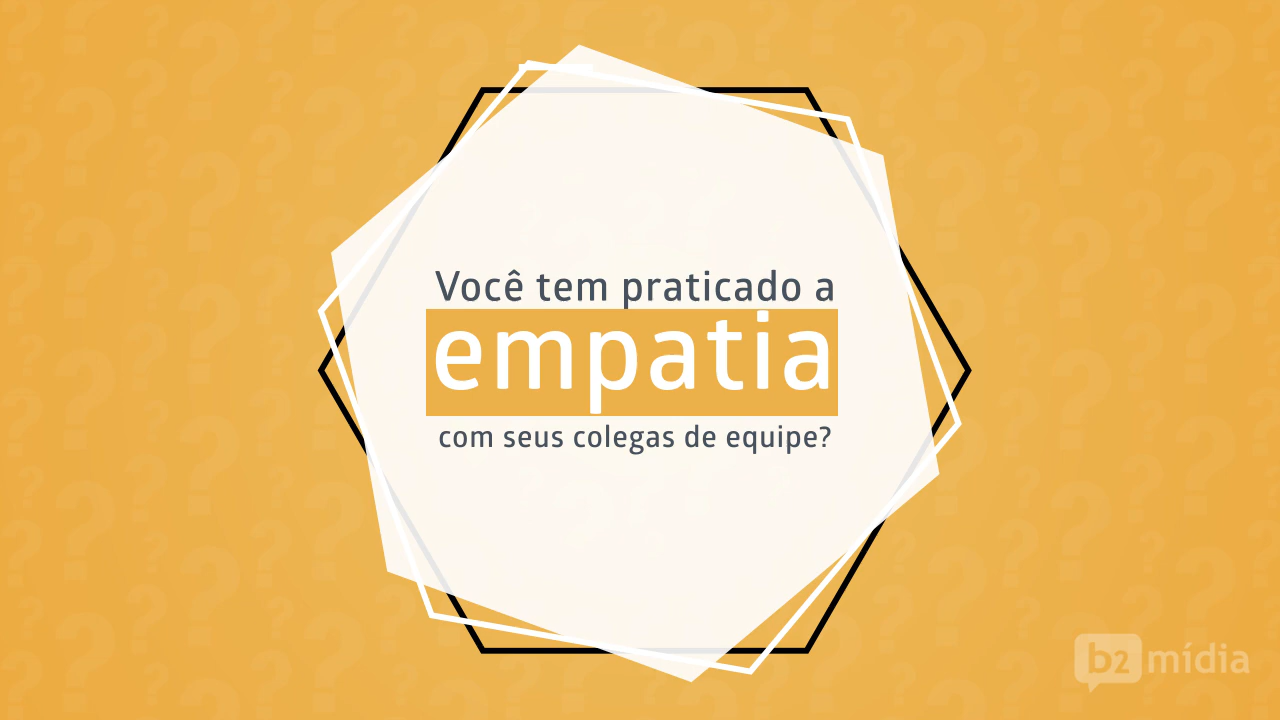 Você tem praticado a
empatia
com seus colegas de equipe?
b2 mídia